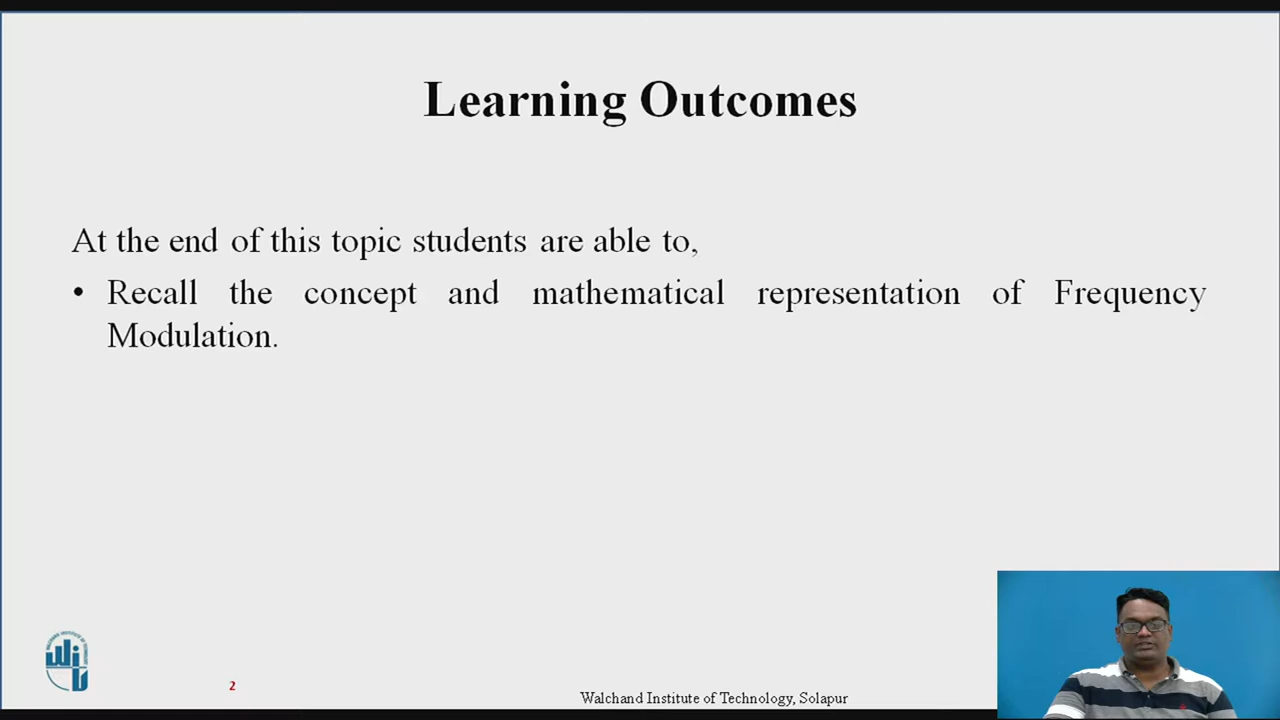 Learning Outcomes
At the end of this topic students are able to,
• Recall the concept and mathematical representation of Frequency
Modulation.
2
Walchand Institute of Technology, Solapur